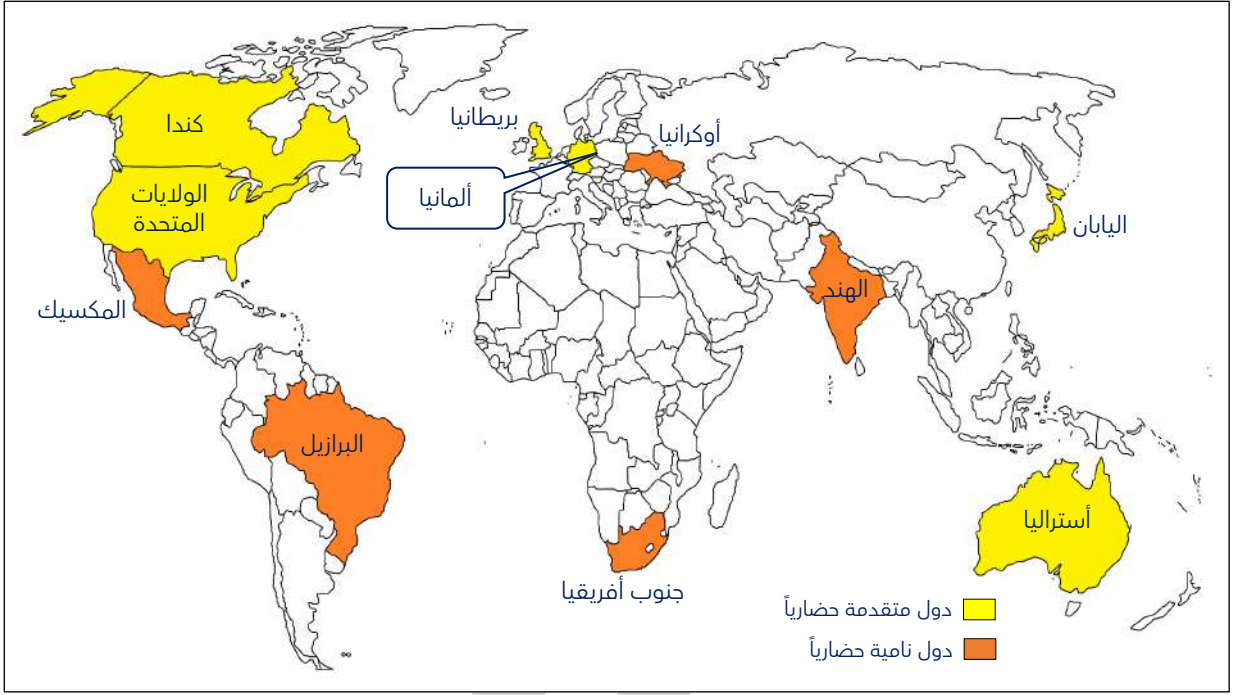 كندا
بريطانيا
أوكرانيا
ألمانيا
الولايات
المتحدة
اليابان
المكسيك
الهند
البرازيل
أستراليا
جنوب أفريقيا
دول متقدمة حضارياً
دول نامية حضارياً